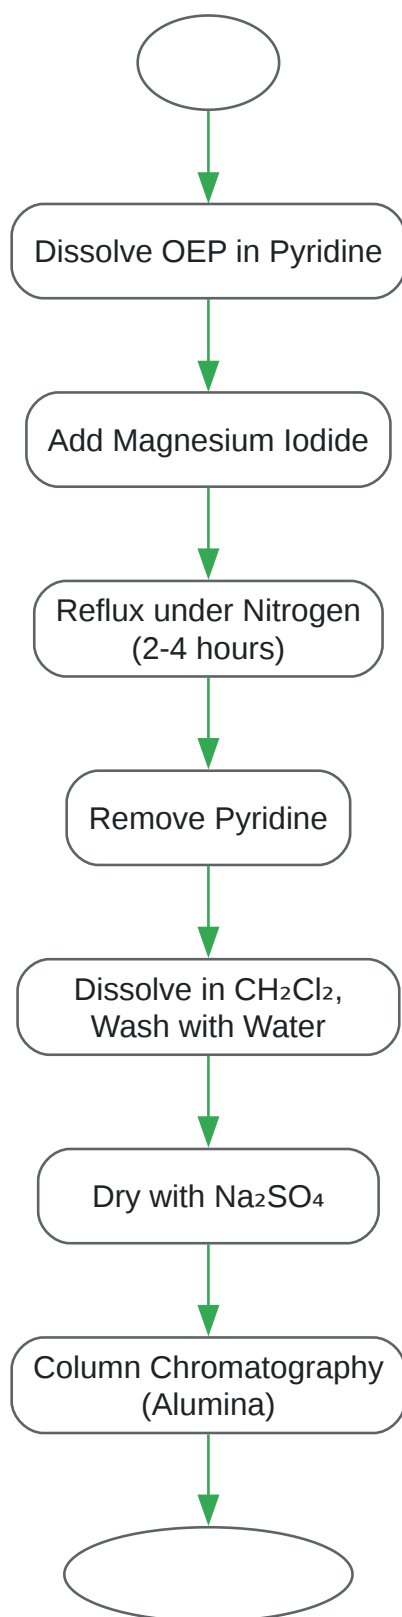 Dissolve OEP in Pyridine
Add Magnesium Iodide
Reflux under Nitrogen
(2-4 hours)
Remove Pyridine
Dissolve in CH₂Cl₂,
Wash with Water
Dry with Na₂SO₄
Column Chromatography
(Alumina)